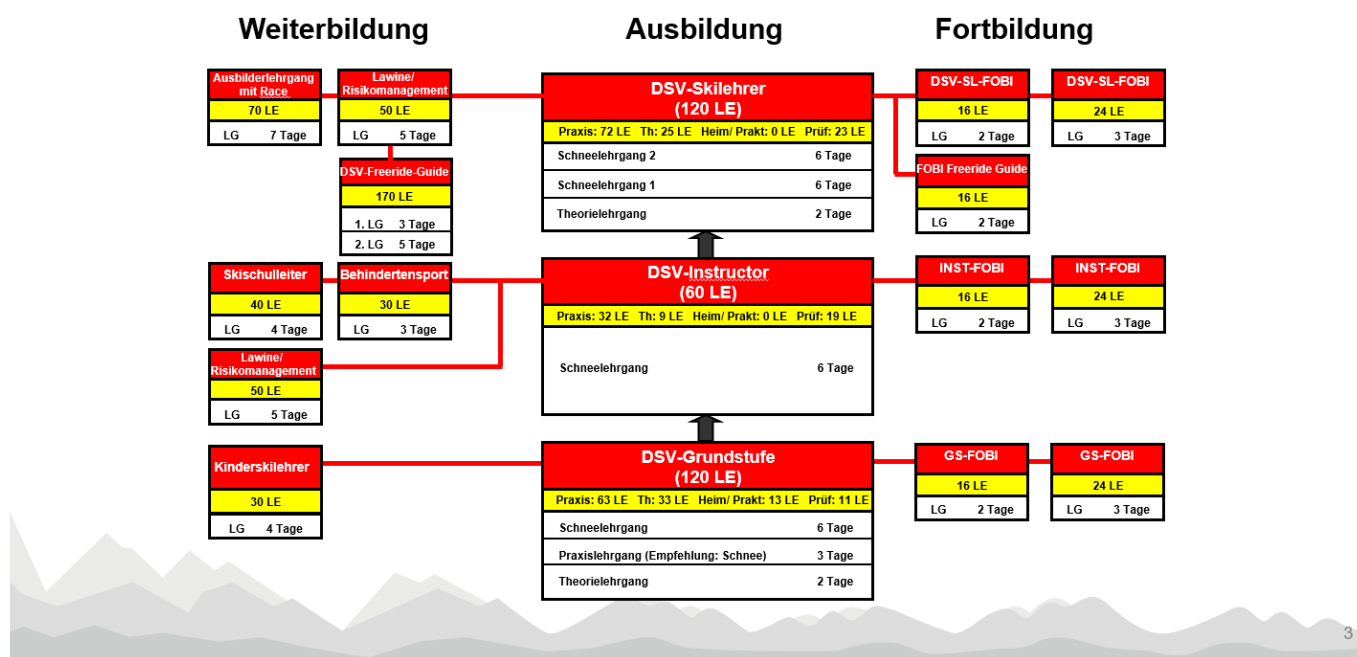 Weiterbildung
Ausbildung
Fortbildung
Ausbilderlehrgang
mit Race
70 LE
LG 7 Tage
Lawine/
Risikomanagement
50 LE
LG 5 Tage
DSV-Freeride-Guide
170 LE
1. LG 3 Tage
2. LG 5 Tage
DSV-Skilehrer
(120 LE)
Praxis: 72 LE Th: 25 LE Heim/ Prakt: 0 LE Prüf: 23 LE
Schneelehrgang 2 6 Tage
Schneelehrgang 1 6 Tage
Theorielehrgang 2 Tage
DSV-SL-FOBI
16 LE
LG 2 Tage
DSV-SL-FOBI
24 LE
LG 3 Tage
FOBI Freeride Guide
16 LE
LG 2 Tage
Skischulleiter
40 LE
LG 4 Tage
Behindertensport
30 LE
LG 3 Tage
Lawine/
Risikomanagement
50 LE
LG 5 Tage
DSV-Instructor
(60 LE)
Praxis: 32 LE Th: 9 LE Heim/ Prakt: 0 LE Prüf: 19 LE
Schneelehrgang 6 Tage
INST-FOBI
16 LE
LG 2 Tage
INST-FOBI
24 LE
LG 3 Tage
Kinderskilehrer
30 LE
LG 4 Tage
DSV-Grundstufe
(120 LE)
Praxis: 63 LE Th: 33 LE Heim/ Prakt: 13 LE Prüf: 11 LE
Schneelehrgang 6 Tage
Praxislehrgang (Empfehlung: Schnee) 3 Tage
Theorielehrgang 2 Tage
GS-FOBI
16 LE
LG 2 Tage
GS-FOBI
24 LE
LG 3 Tage
3